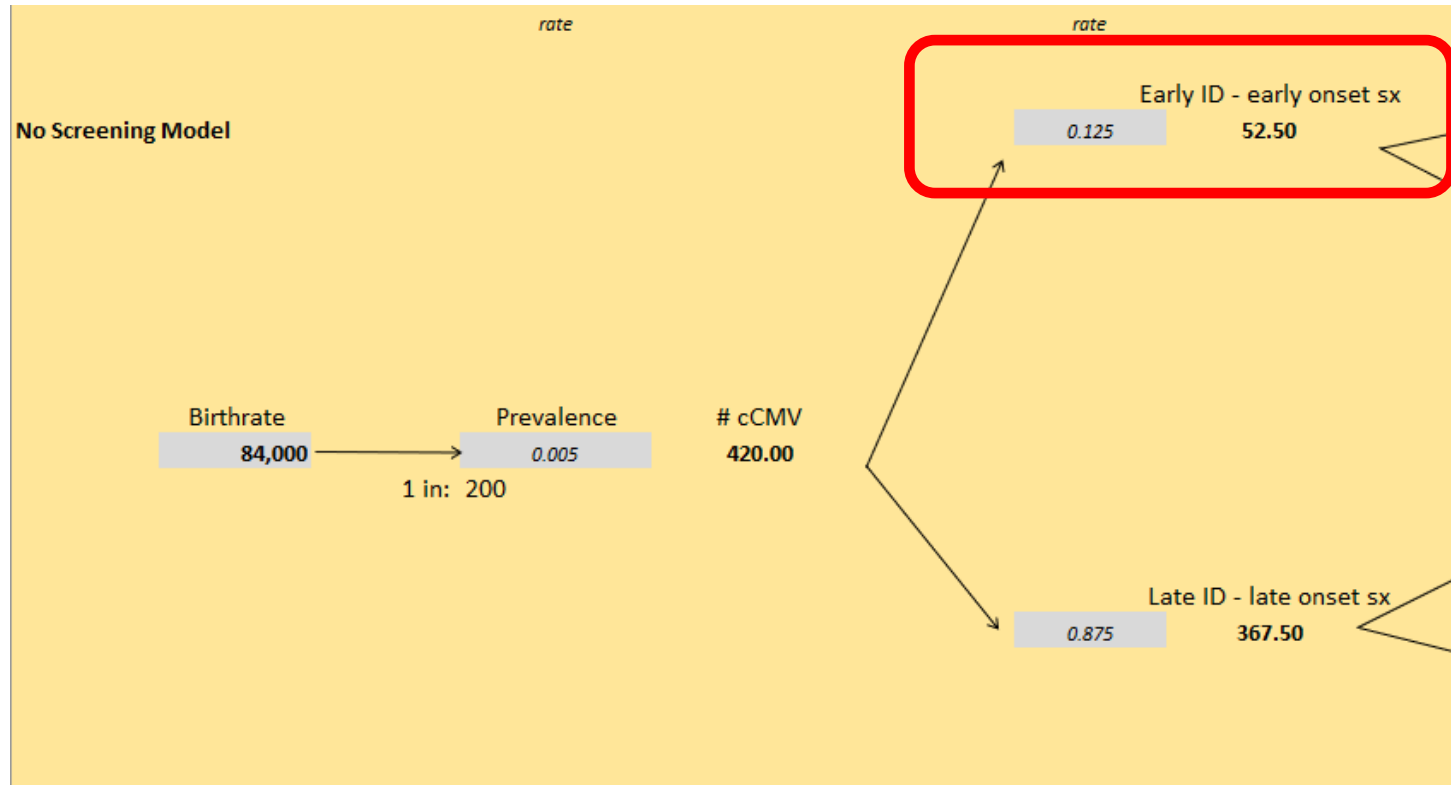 rate rate
Early ID - early onset sx
No Screening Model 0.125 52.50
Birthrate Prevalence # cCMV
84,000 0.005 420.00
1 in: 200
Late ID - late onset sx
0.875 367.50